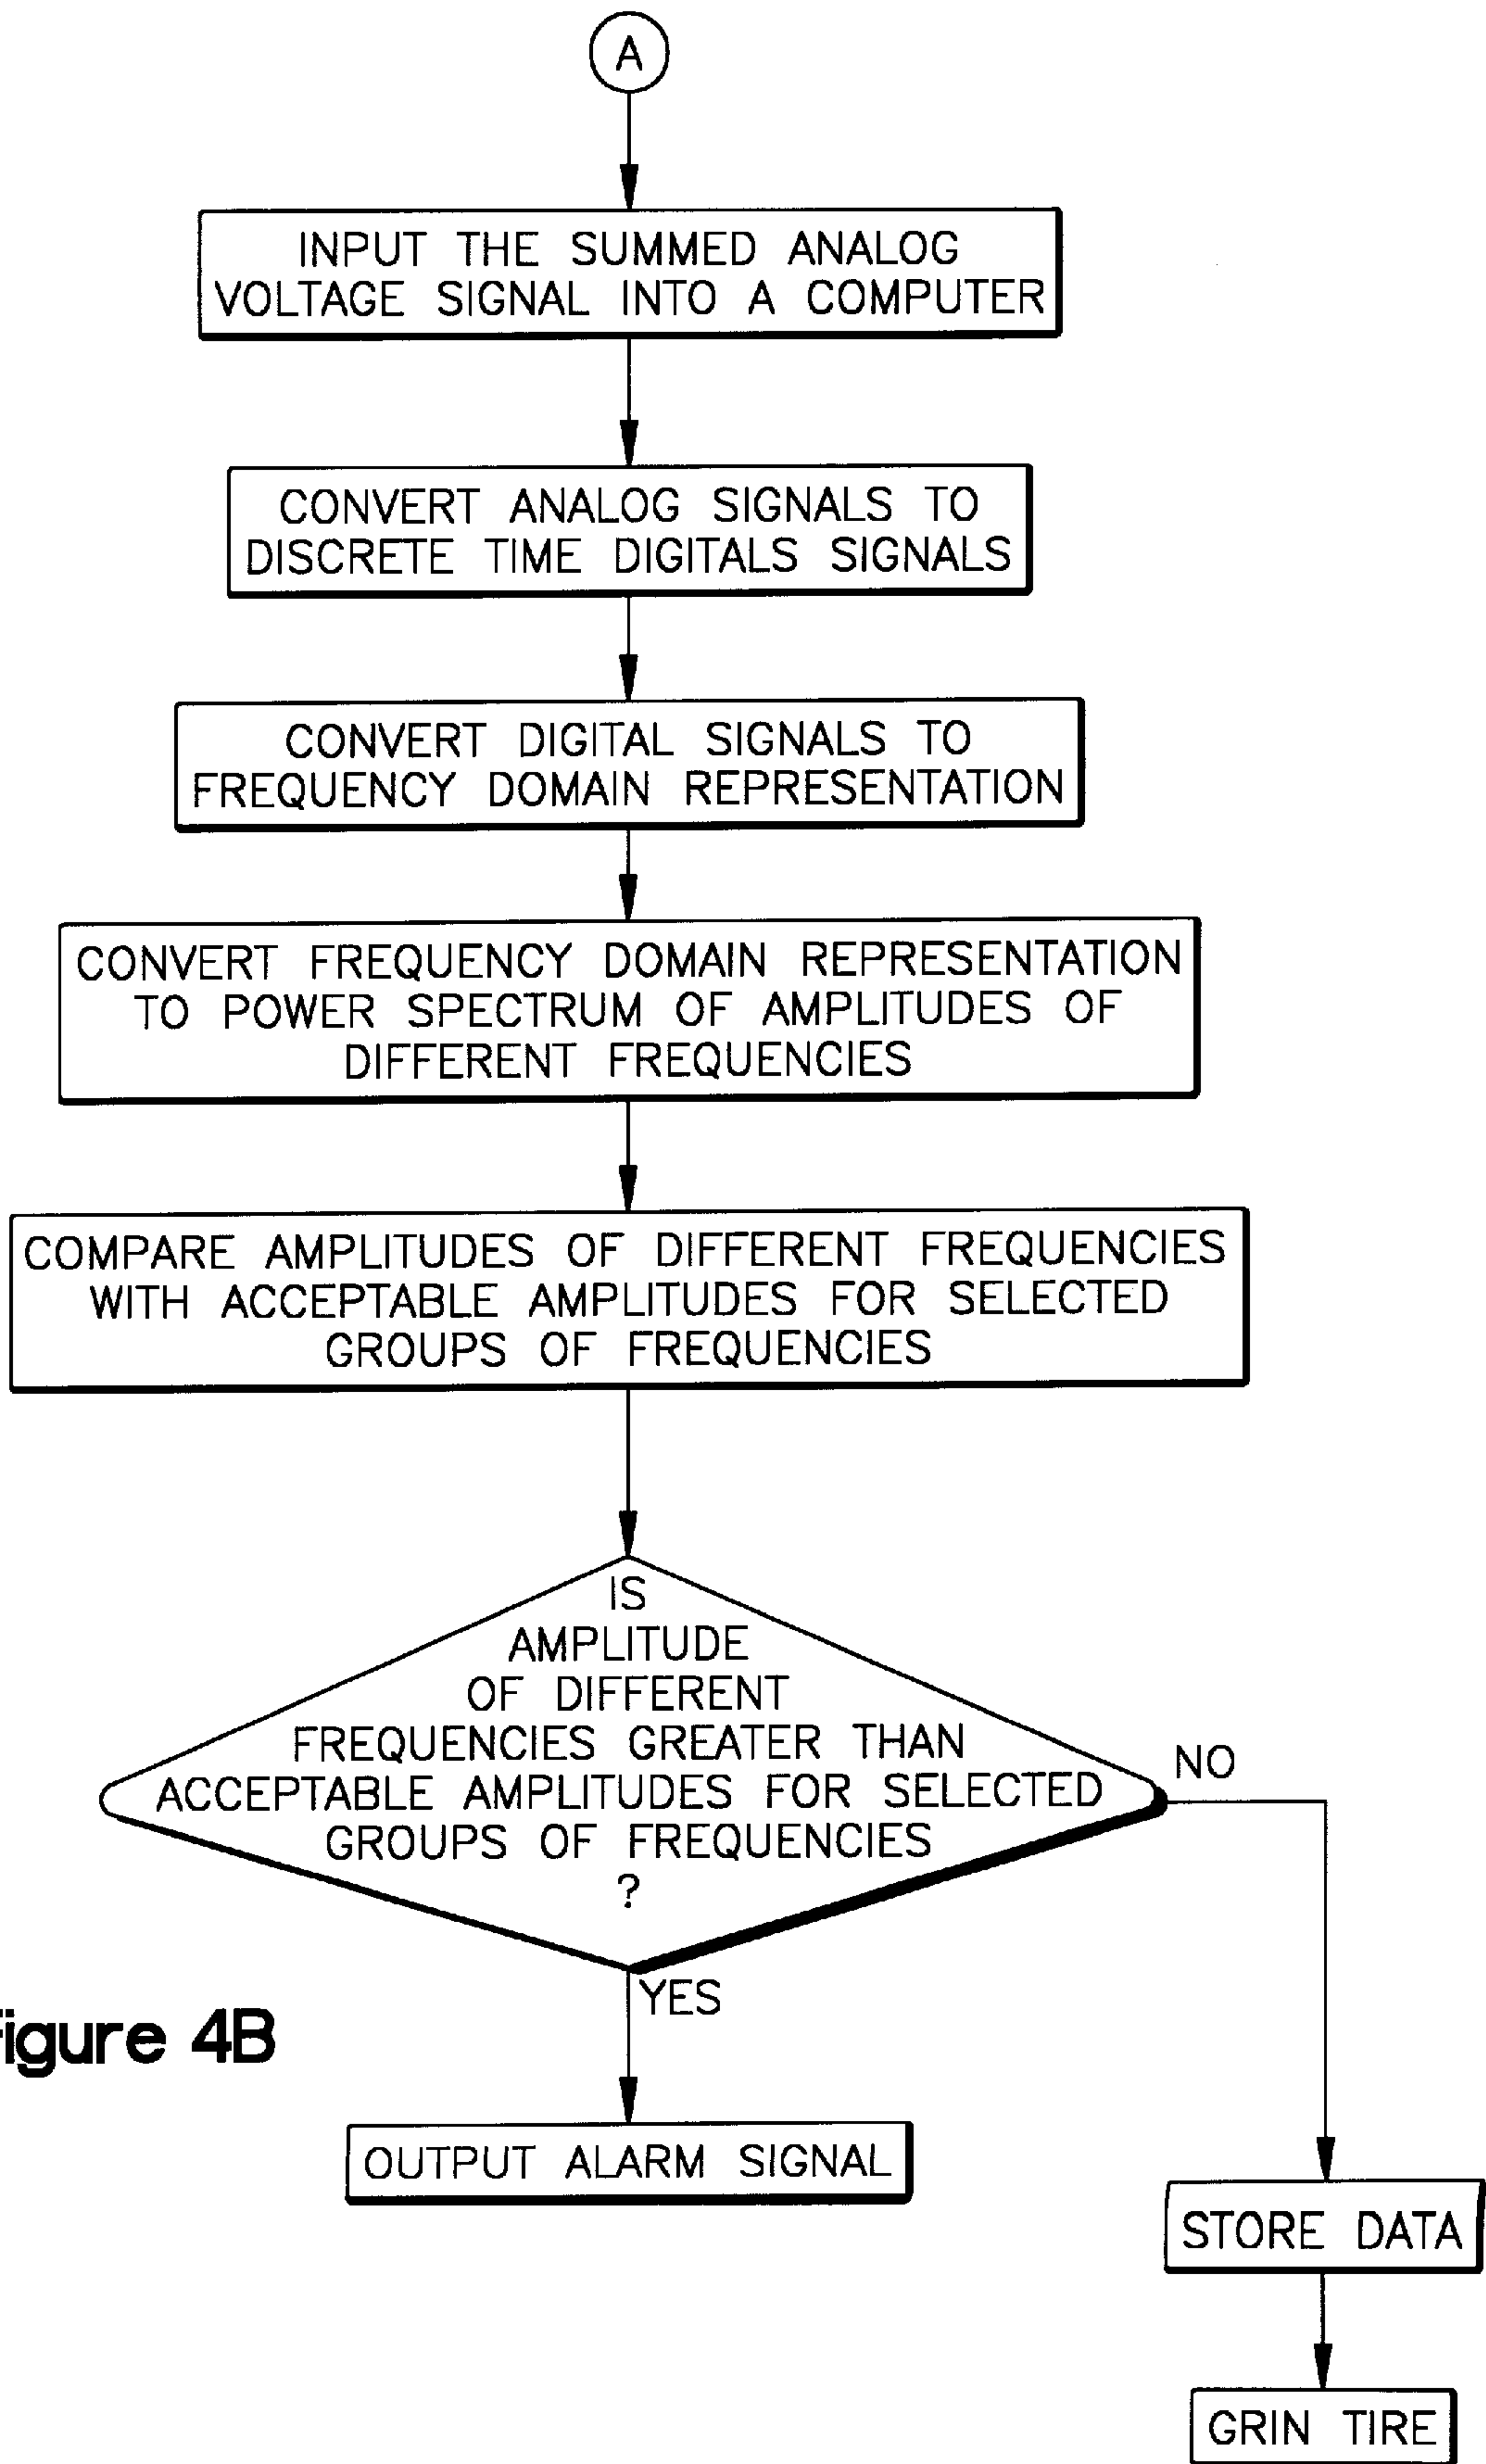 A
INPUT THE SUMMED ANALOG
VOLTAGE SIGNAL INTO A COMPUTER
CONVERT ANALOG SIGNALS TO
DISCRETE TIME DIGITALS SIGNALS
CONVERT DIGITAL SIGNALS TO
FREQUENCY DOMAIN REPRESENTATION
CONVERT FREQUENCY DOMAIN REPRESENTATION
TO POWER SPECTRUM OF AMPLITUDES OF
DIFFERENT FREQUENCIES
COMPARE AMPLITUDES OF DIFFERENT FREQUENCIES
WITH ACCEPTABLE AMPLITUDES FOR SELECTED
GROUPS OF FREQUENCIES
IS
AMPLITUDE
OF DIFFERENT
FREQUENCIES GREATER THAN
ACCEPTABLE AMPLITUDES FOR SELECTED
GROUPS OF FREQUENCIES
?
NO
YES
igure 4B
OUTPUT ALARM SIGNAL
STORE DATA
GRIN TIRE